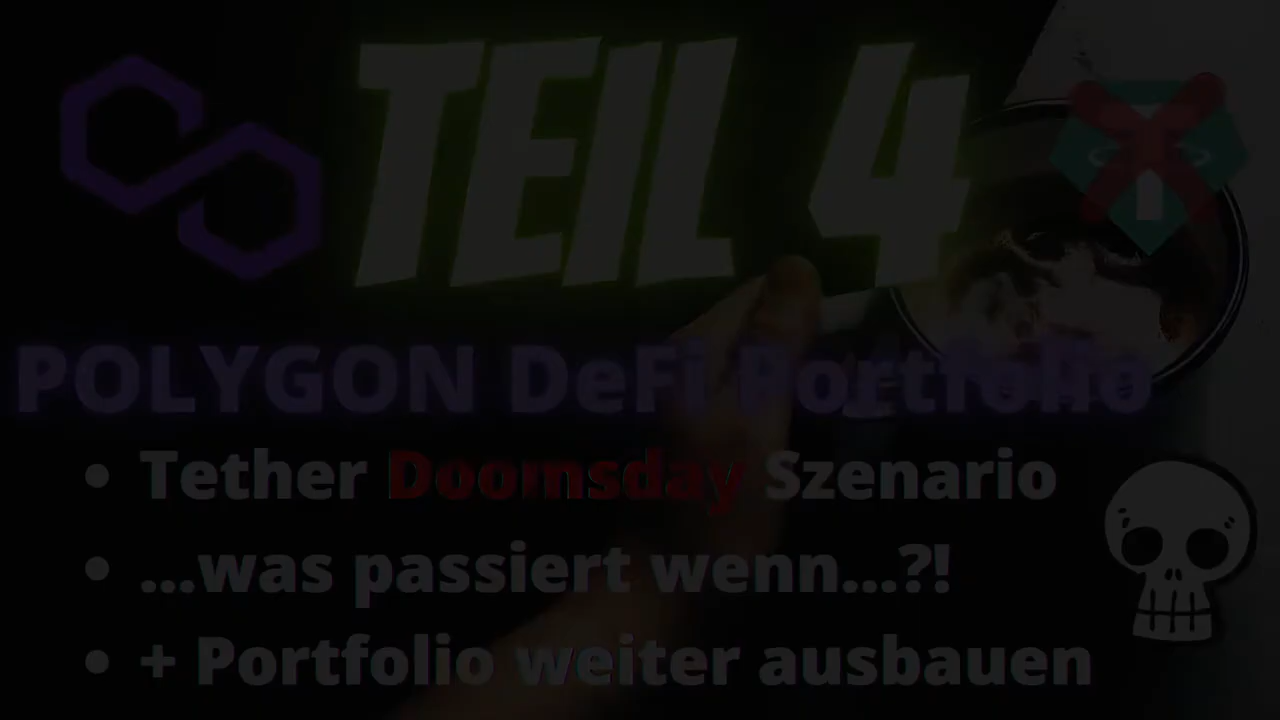 TEIL 4
POLYGON DeFi Portfolio
• Tether Doomsday Szenario
• ...was passiert wenn...?!
• + Portfolio weiter ausbauen